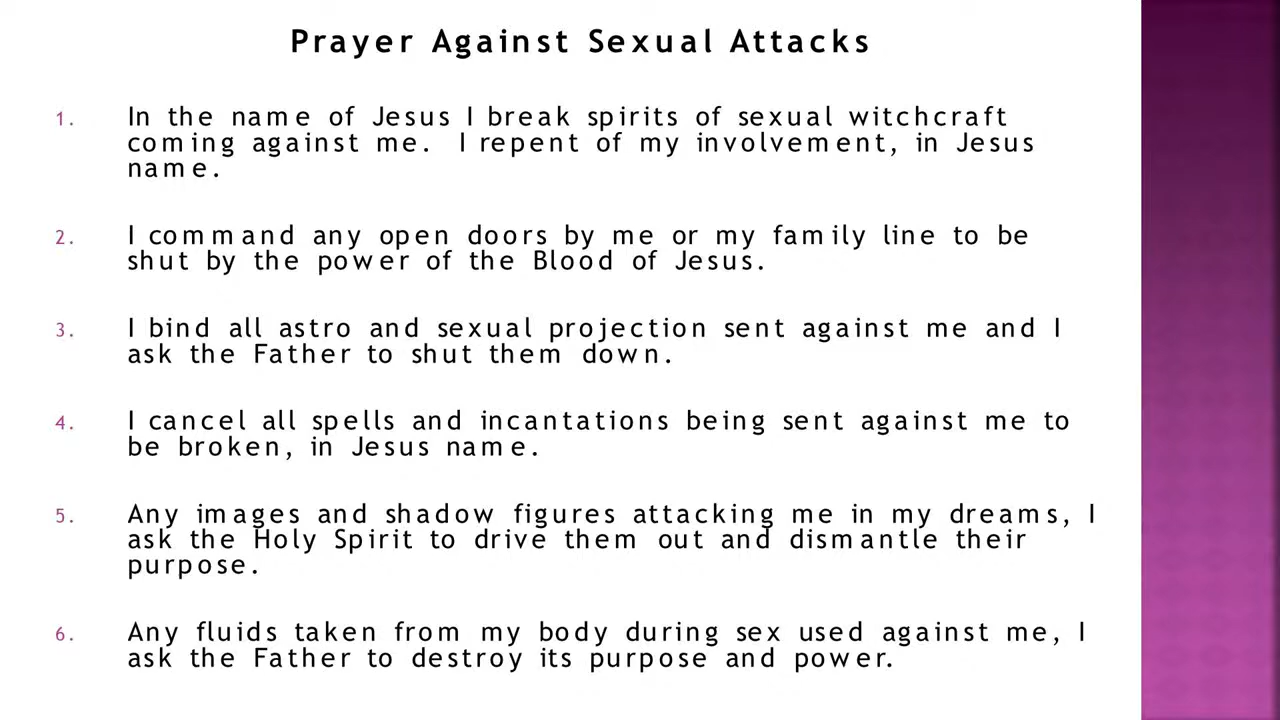 Prayer Against Sexual Attacks
1. In the name of Jesus I break spirits of sexual witchcraft
coming against me. I repent of my involvement, in Jesus
name.
2. I command any open doors by me or my family line to be
shut by the power of the Blood of Jesus.
3. I bind all astro and sexual projection sent against me and I
ask the Father to shut them down.
4. I cancel all spells and incantations being sent against me to
be broken, in Jesus name.
5. Any images and shadow figures attacking me in my dreams, I
ask the Holy Spirit to drive them out and dismantle their
purpose.
6. Any fluids taken from my body during sex used against me, I
ask the Father to destroy its purpose and power.